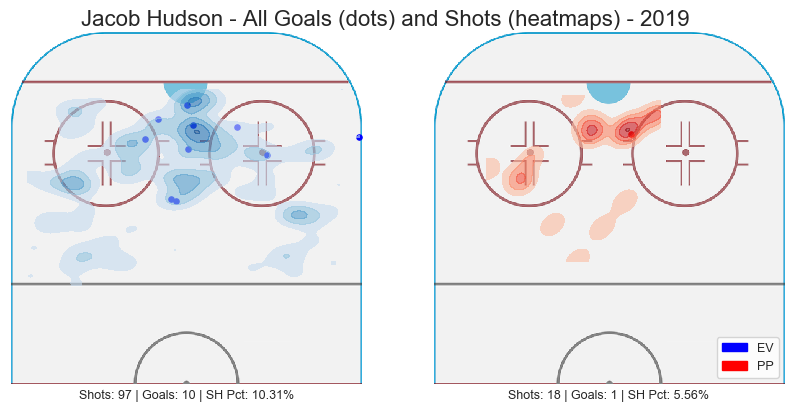 Jacob Hudson - All Goals (dots) and Shots (heatmaps) - 2019
EV
PP
Shots: 97 | Goals: 10 | SH Pct: 10.31%
Shots: 18 | Goals: 1 | SH Pct: 5.56%